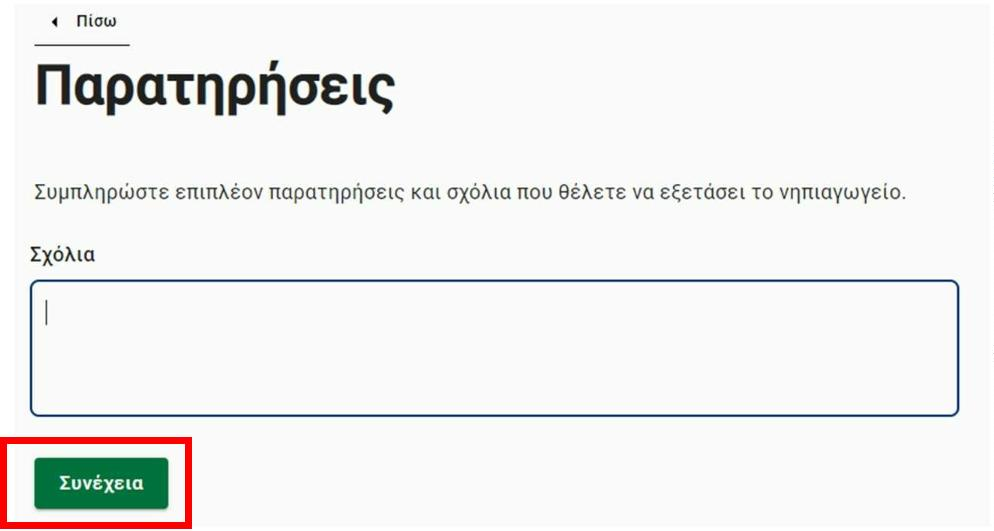 Πίσω
Παρατηρήσεις
Συμπληρώστε επιπλέον παρατηρήσεις και σχόλια που θέλετε να εξετάσει το νηπιαγωγείο.
Σχόλια
Συνέχεια